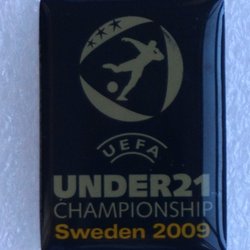 UEFA
UNDER21
CHAMPIONSHIP
Sweden 2009